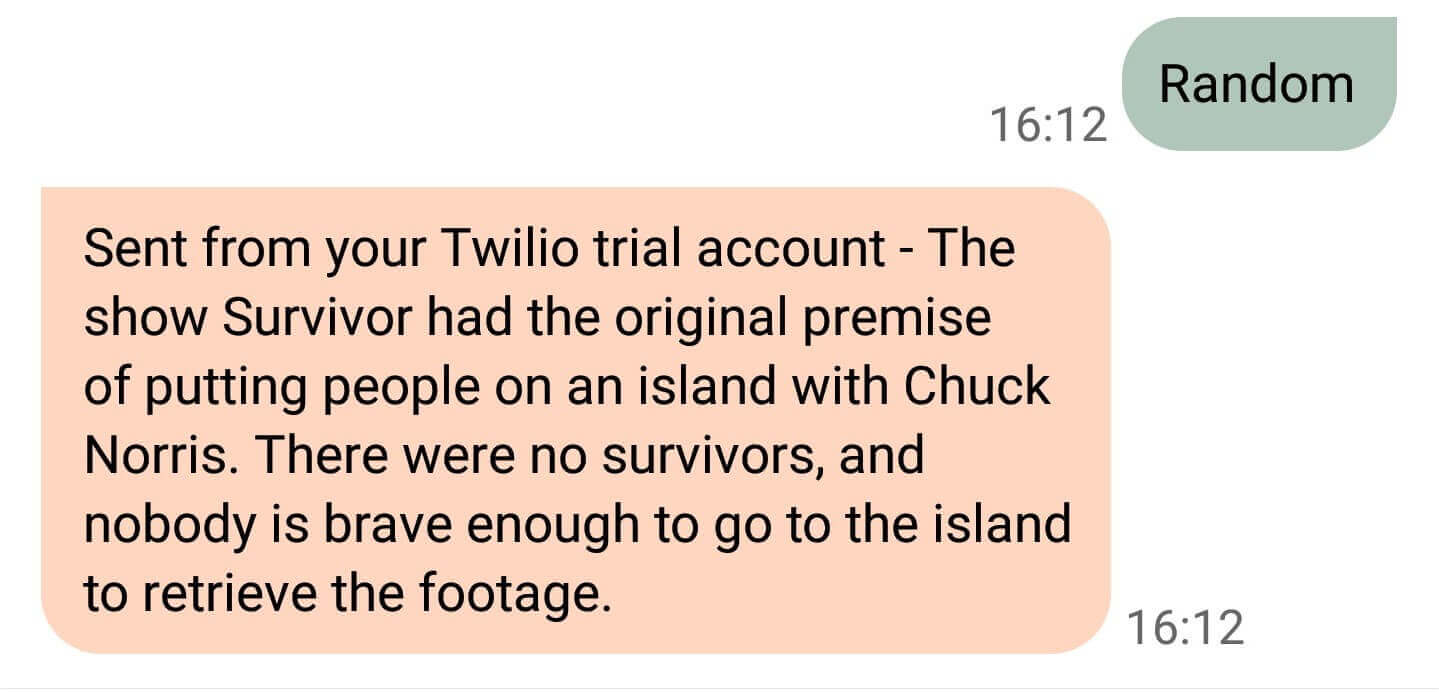 Random
16:12
Sent from your Twilio trial account - The
show Survivor had the original premise
of putting people on an island with Chuck
Norris. There were no survivors, and
nobody is brave enough to go to the island
to retrieve the footage.
16:12